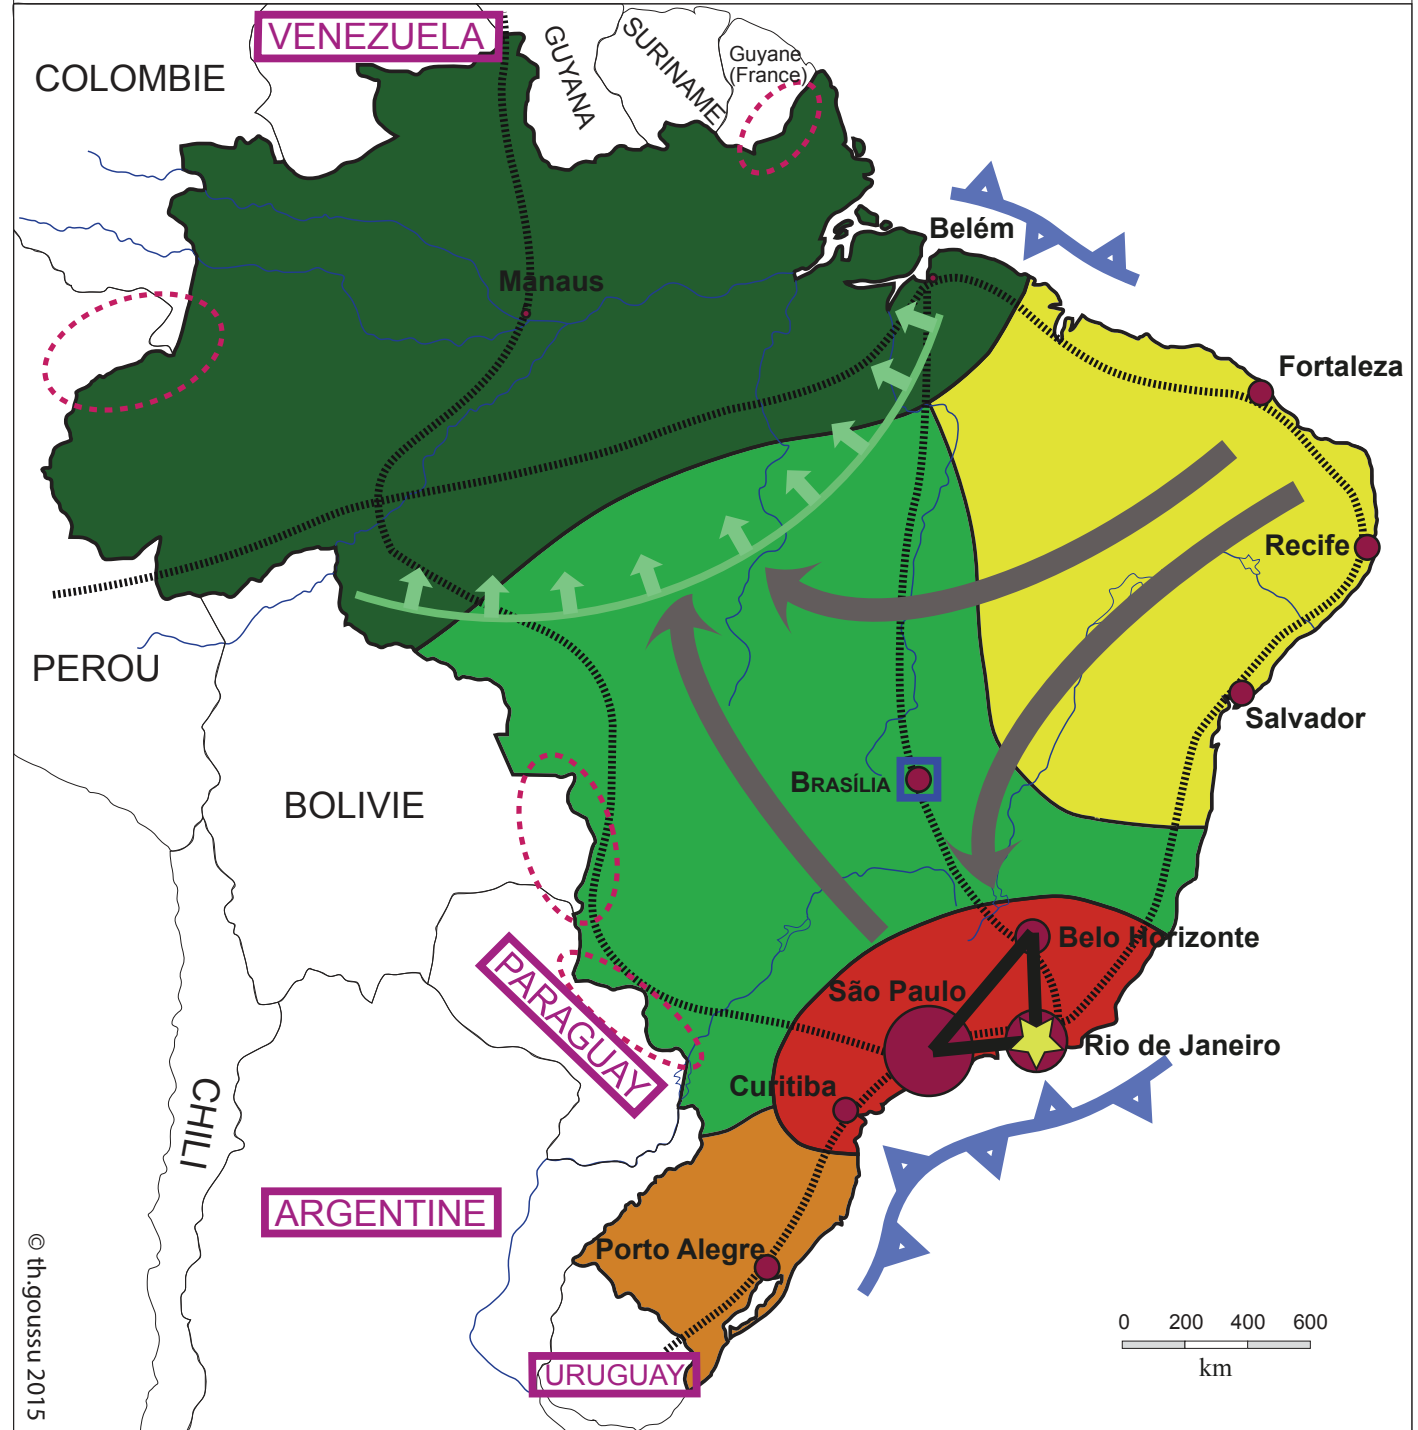 VENEZUELA
COLOMBIE
GUYANA
SURINAME
Guyane
(France)
Belém
Manaus
Fortaleza
Recife
PEROU
Salvador
BRASÍLIA
BOLIVIE
Belo Horizonte
São Paulo
PARAGUAY
Rio de Janeiro
Curitiba
CHILI
ARGENTINE
Porto Alegre
© th.goussu 2015
0 200 400 600
km
URUGUAY